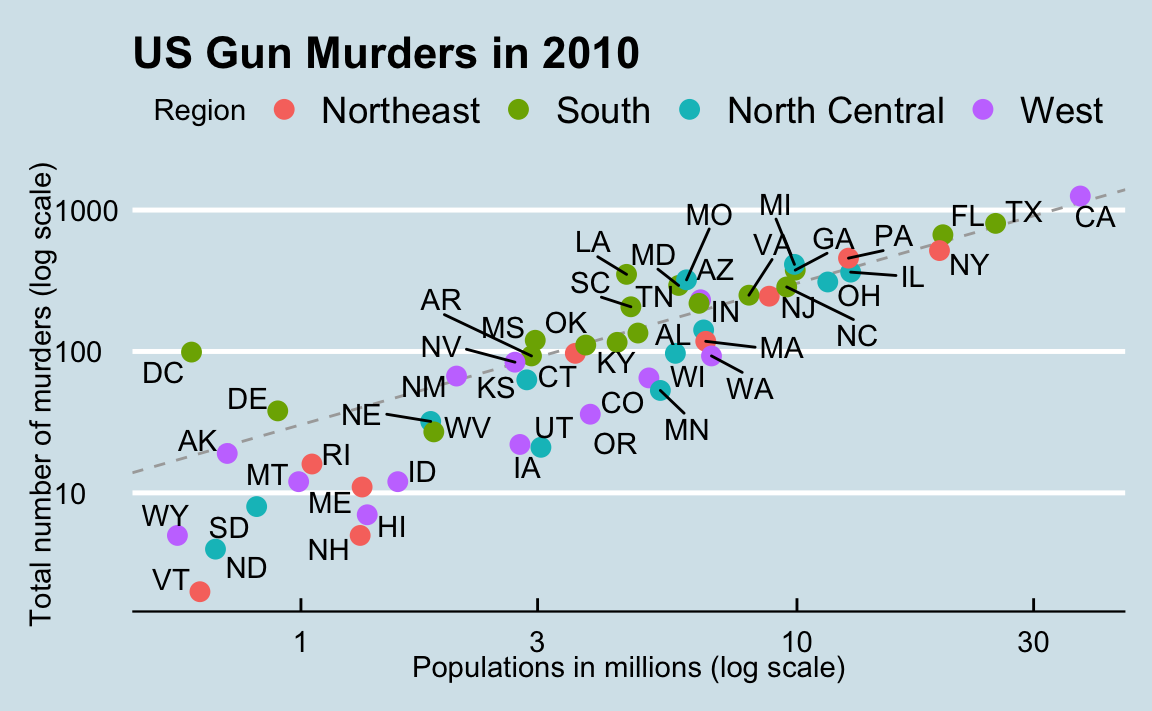 US Gun Murders in 2010
Region Northeast South North Central West
Total number of murders (log scale)
1000
100
10
MI
MO
FL
TX
CA
LA
MD
VA
GA
PA
NY
SC
TN
AZ
IL
AR
OH
NJ
NC
MS
OK
IN
AL
MA
NV
KY
DC
NM
KS
CT
WI
WA
DE
NE
WV
CO
MN
AK
UT
OR
RI
IA
MT
ID
ME
WY
SD
HI
NH
ND
VT
1
3
10
30
Populations in millions (log scale)